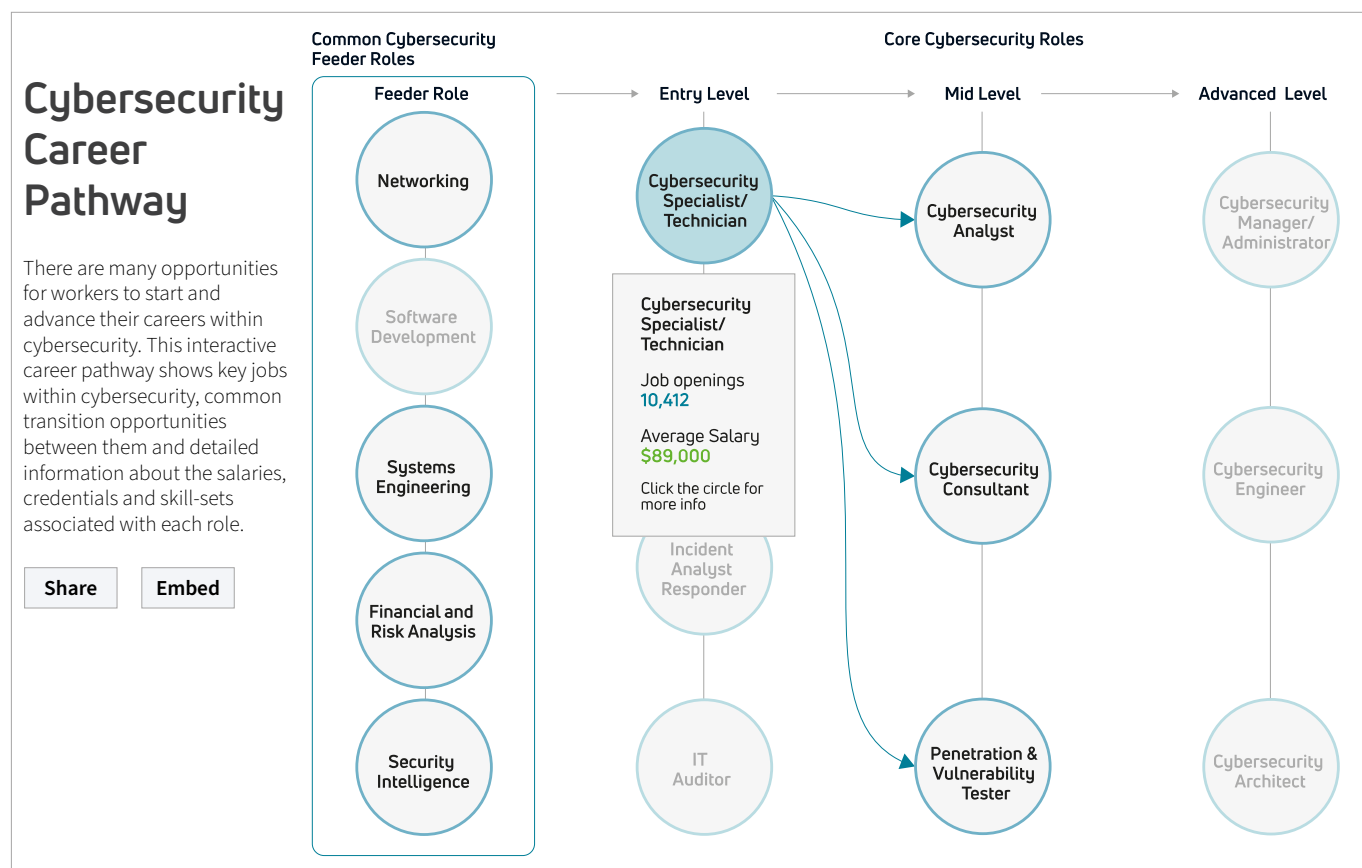 Cybersecurity
Career
Pathway
There are many opportunities
for workers to start and
advance their careers within
cybersecurity. This interactive
career pathway shows key jobs
within cybersecurity, common
transition opportunities
between them and detailed
information about the salaries,
credentials and skill-sets
associated with each role.
Share
Embed
Common Cybersecurity
Feeder Roles
Core Cybersecurity Roles
Feeder Role
Entry Level
Mid Level
Advanced Level
Networking
Software
Development
Systems
Engineering
Financial and
Risk Analysis
Security
Intelligence
Cybersecurity
Specialist/
Technician
Cybersecurity
Specialist/
Technician
Job openings
10,412
Average Salary
$89,000
Click the circle for
more info
Incident
Analyst
Responder
IT
Auditor
Cybersecurity
Analyst
Cybersecurity
Consultant
Penetration &
Vulnerability
Tester
Cybersecurity
Manager/
Administrator
Cybersecurity
Engineer
Cybersecurity
Architect